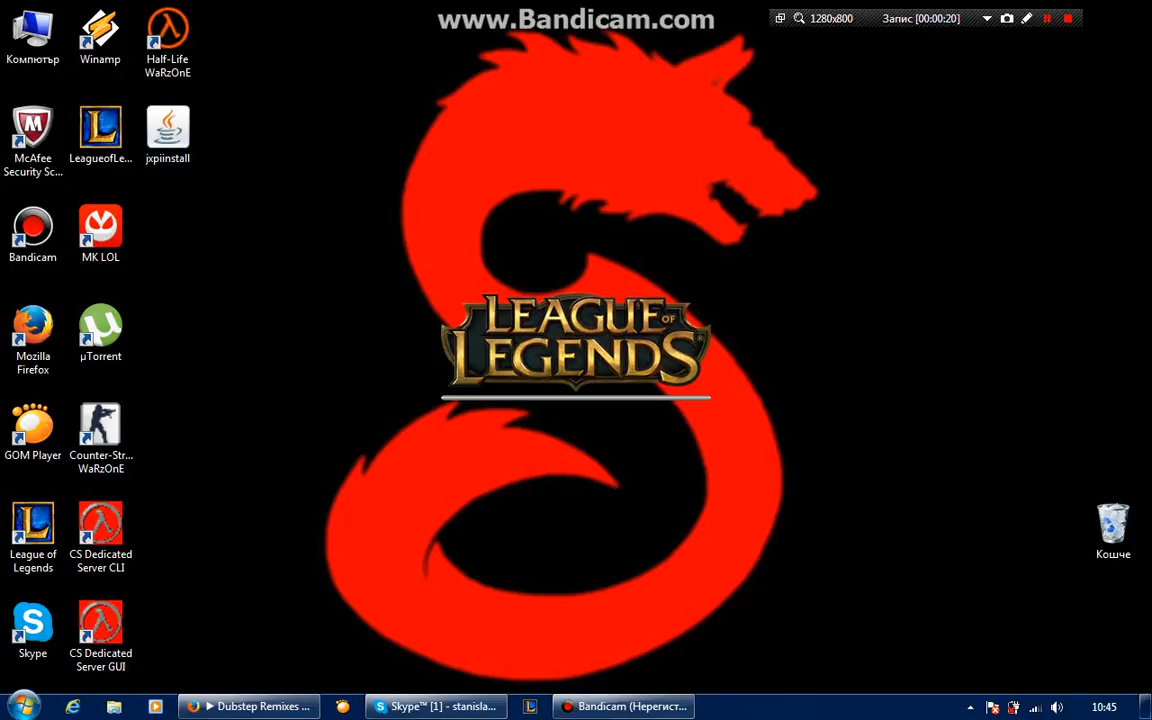 www.Bandicam.com
1280x800
Запис [00:00:20]
Компютър
Winamp
Half-Life
WaRzOnE
McAfee
Security Sc...
LeagueofLe...
jxpiinstall
Bandicam
MK LOL
Mozilla
Firefox
µTorrent
GOM Player
Counter-Str...
WaRzOnE
League of
Legends
CS Dedicated
Server CLI
Skype
CS Dedicated
Server GUI
LEAGUE OF
LEGENDS
Кошче
Dubstep Remixes ...
Skype™ [1] - stanisla...
Bandicam (Нерегист...
10:45